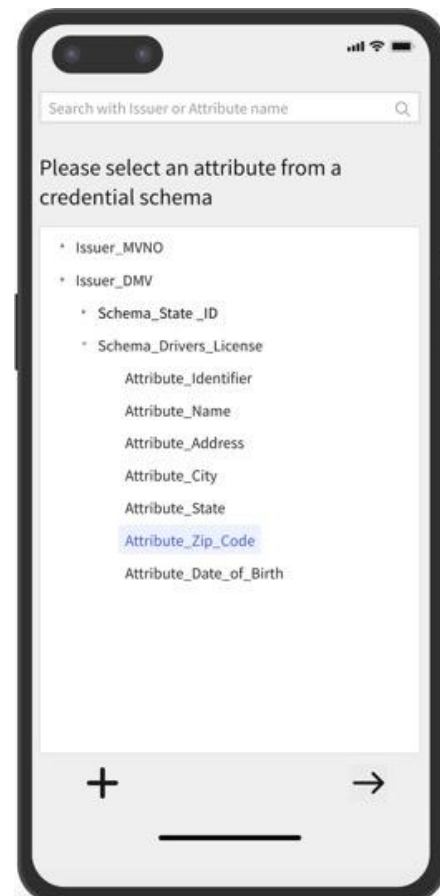 Search with Issuer or Attribute name
Please select an attribute from a
credential schema
Issuer_MVNO
Issuer_DMV
Schema_State _ID
Schema_Drivers_License
Attribute_Identifier
Attribute_Name
Attribute_Address
Attribute_City
Attribute_State
Attribute_Zip_Code
Attribute_Date_of_Birth